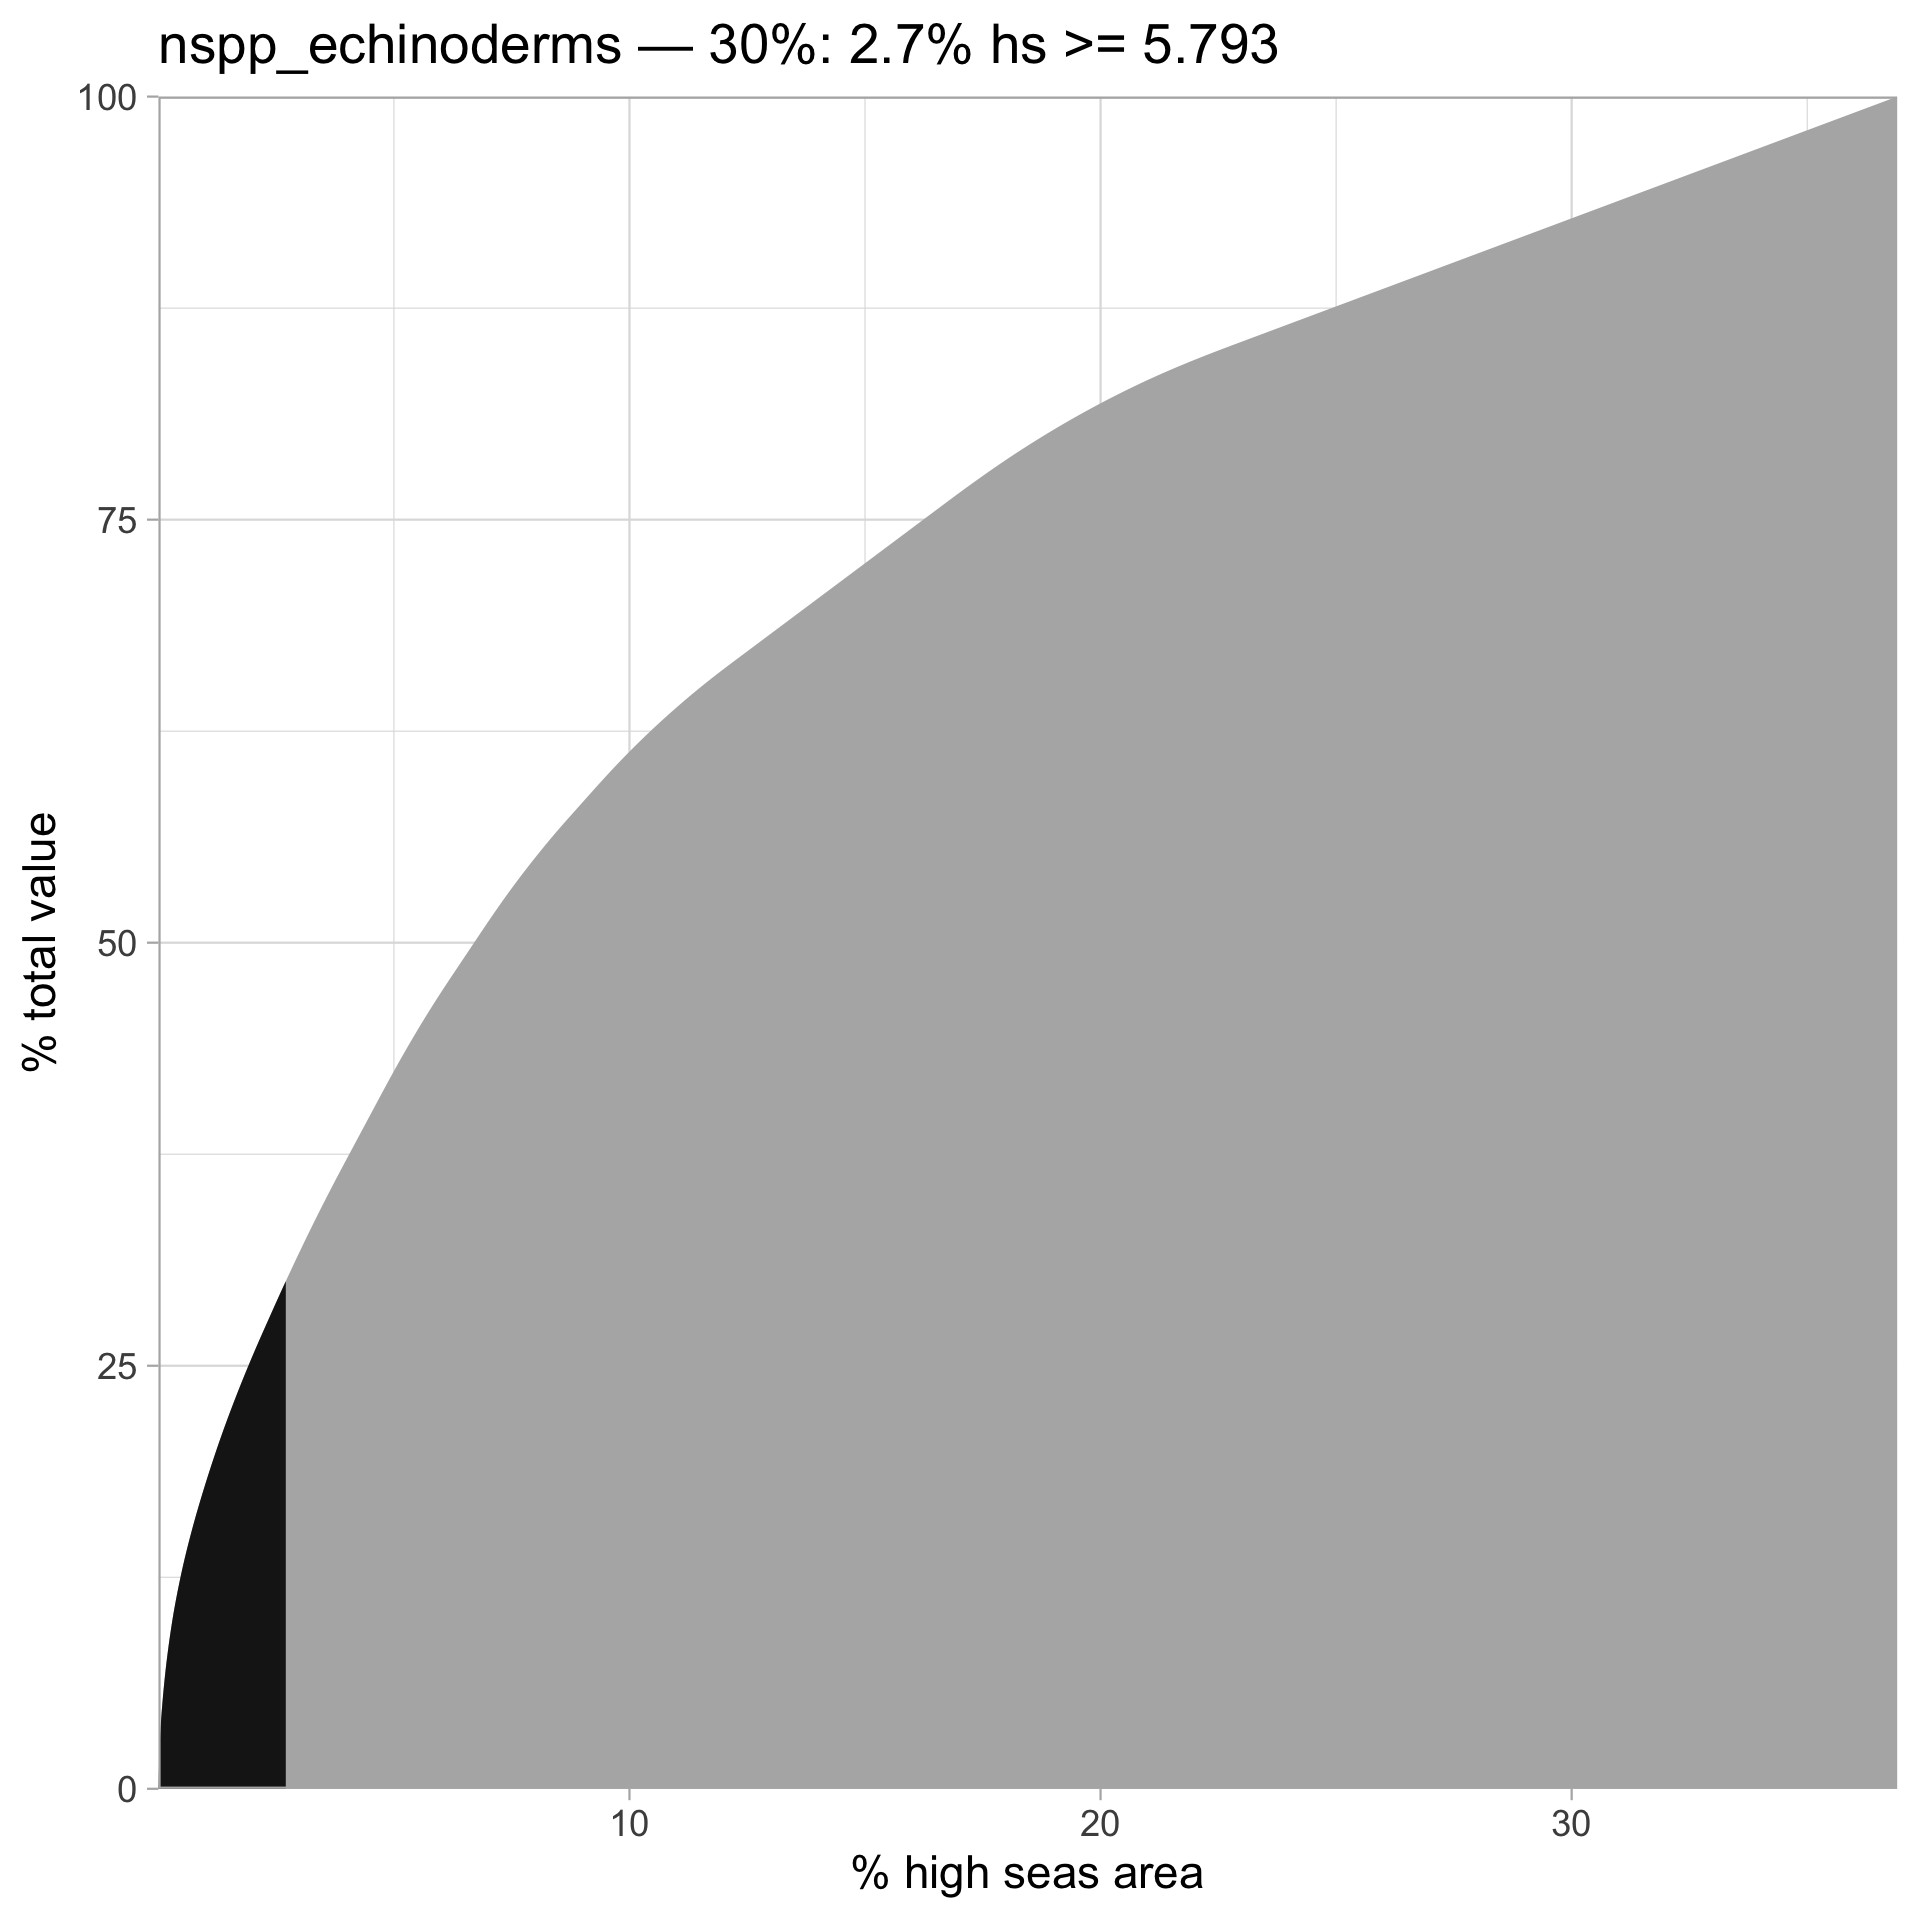 nspp_echinoderms — 30%: 2.7% hs >= 5.793
100
75
50
25
0
% total value
10 20 30
% high seas area